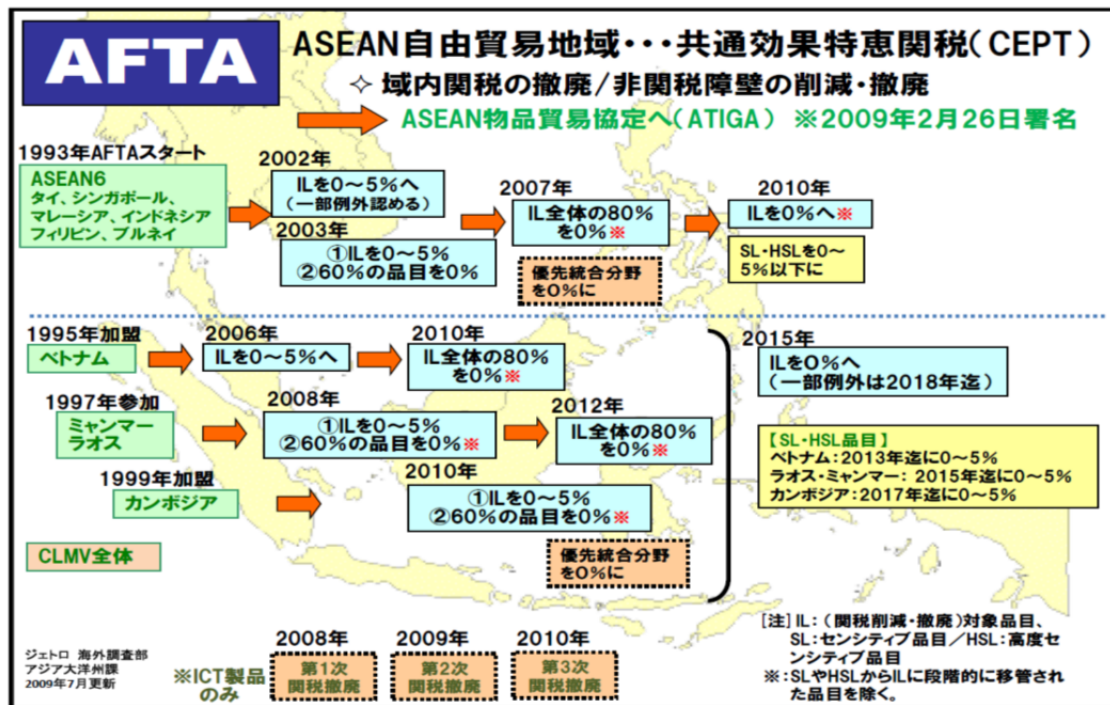 AFTA
ASEAN自由貿易地域・・・共通効果特恵関税(CEPT)
✧ 域内関税の撤廃/非関税障壁の削減・撤廃
ASEAN物品貿易協定へ(ATIGA) ※2009年2月26日署名
1993年AFTAスタート
ASEAN6
タイ、シンガポール、
マレーシア、インドネシア
フィリピン、ブルネイ
2002年
ILを0～5%へ
(一部例外認める)
2003年
①ILを0～5%
②60%の品目を0%
2007年
IL全体の80%
を0%※
優先統合分野
を0%に
2010年
ILを0%へ※
SL・HSLを0～
5%以下に
1995年加盟
ベトナム
2006年
ILを0～5%へ
2010年
IL全体の80%
を0%※
1997年参加
ミャンマー
ラオス
2008年
①ILを0～5%
②60%の品目を0%※
2012年
IL全体の80%
を0%※
1999年加盟
カンボジア
2010年
①ILを0～5%
②60%の品目を0%※
CLMV全体
優先統合分野
を0%に
2015年
ILを0%へ
(一部例外は2018年迄)
【SL・HSL品目】
ベトナム:2013年迄に0～5%
ラオス・ミャンマー: 2015年迄に0～5%
カンボジア:2017年迄に0～5%
ジェトロ 海外調査部
アジア大洋州課
2009年7月更新
※ICT製品
のみ
2008年
第1次
関税撤廃
2009年
第2次
関税撤廃
2010年
第3次
関税撤廃
[注]IL:(関税削減・撤廃)対象品目、
SL:センシティブ品目/HSL:高度セ
ンシティブ品目
※:SLやHSLからILに段階的に移管され
た品目を除く。